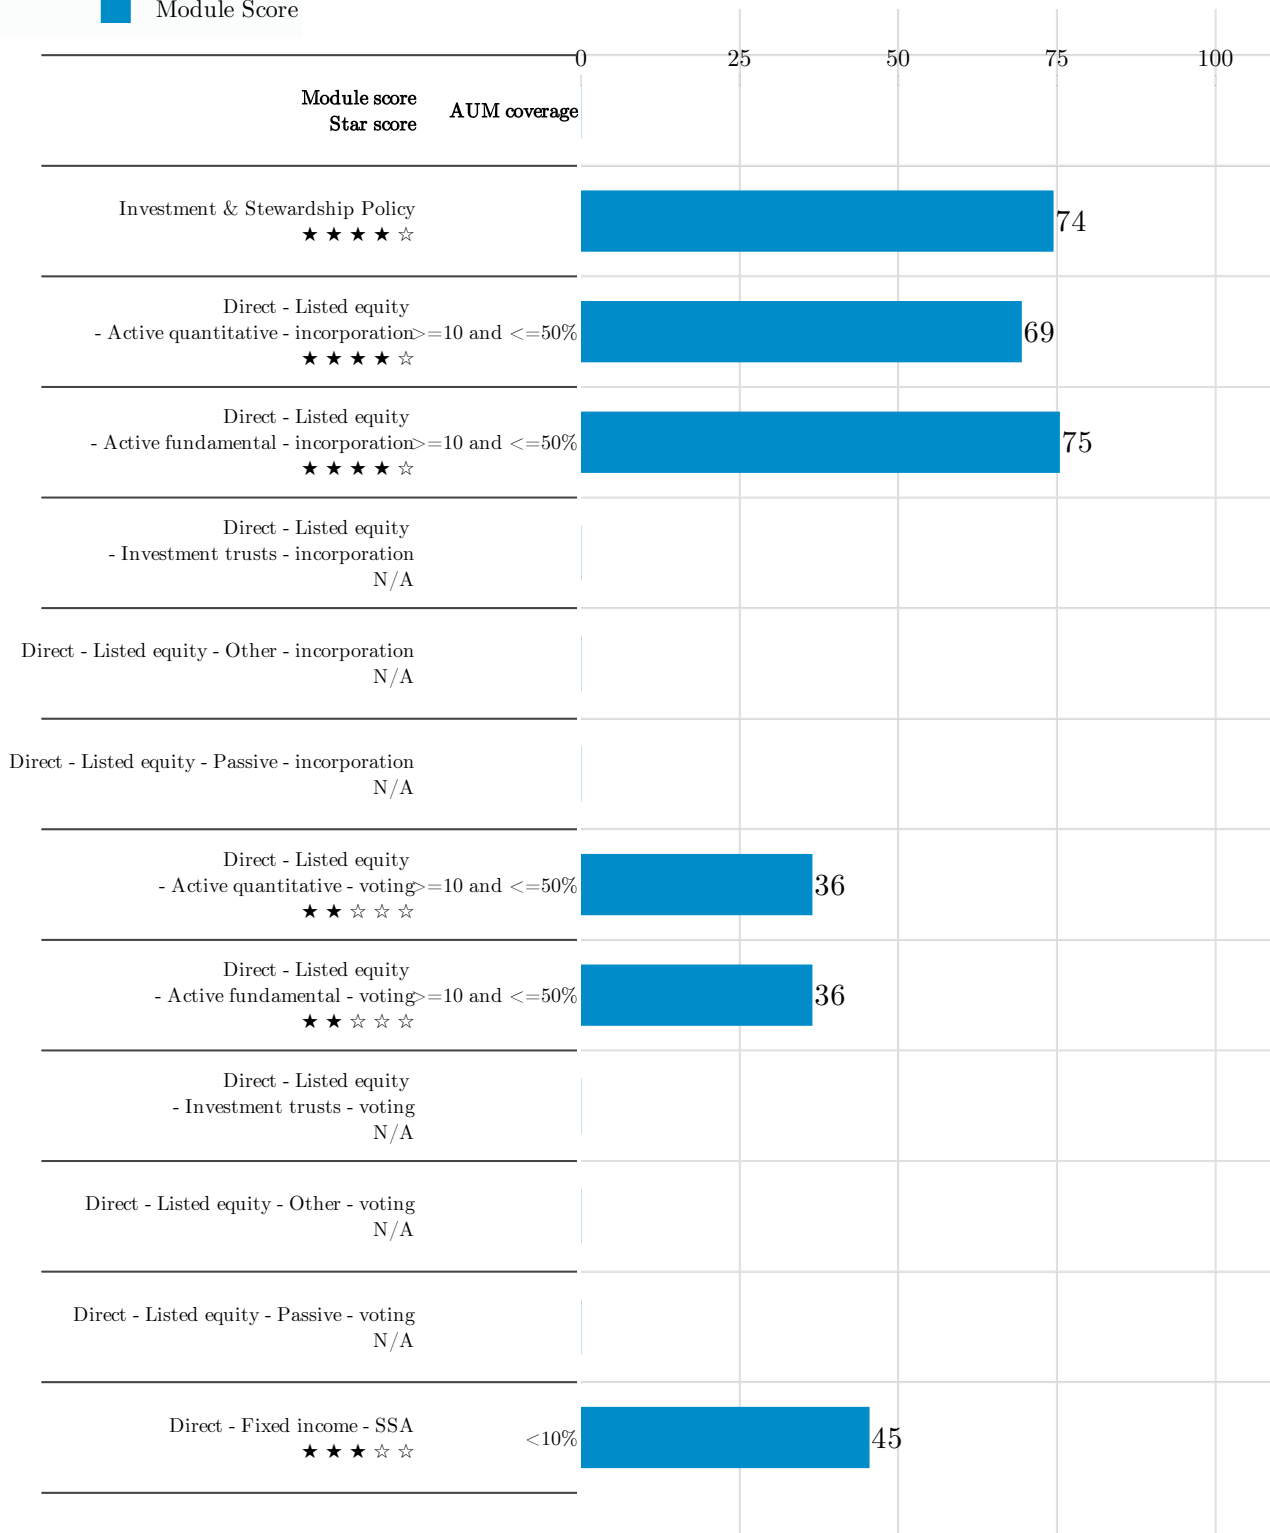 Module Score
0 25 50 75 100
Module score
Star score
AUM coverage
Investment & Stewardship Policy
★ ★ ★ ★ ☆
74
Direct - Listed equity
- Active quantitative - incorporation>=10 and <=50%
★ ★ ★ ★ ☆
69
Direct - Listed equity
- Active fundamental - incorporation>=10 and <=50%
★ ★ ★ ★ ☆
75
Direct - Listed equity
- Investment trusts - incorporation
N/A
Direct - Listed equity - Other - incorporation
N/A
Direct - Listed equity - Passive - incorporation
N/A
Direct - Listed equity
- Active quantitative - voting>=10 and <=50%
★ ★ ☆ ☆ ☆
36
Direct - Listed equity
- Active fundamental - voting>=10 and <=50%
★ ★ ☆ ☆ ☆
36
Direct - Listed equity
- Investment trusts - voting
N/A
Direct - Listed equity - Other - voting
N/A
Direct - Listed equity - Passive - voting
N/A
Direct - Fixed income - SSA
★ ★ ★ ☆ ☆
<10%
45